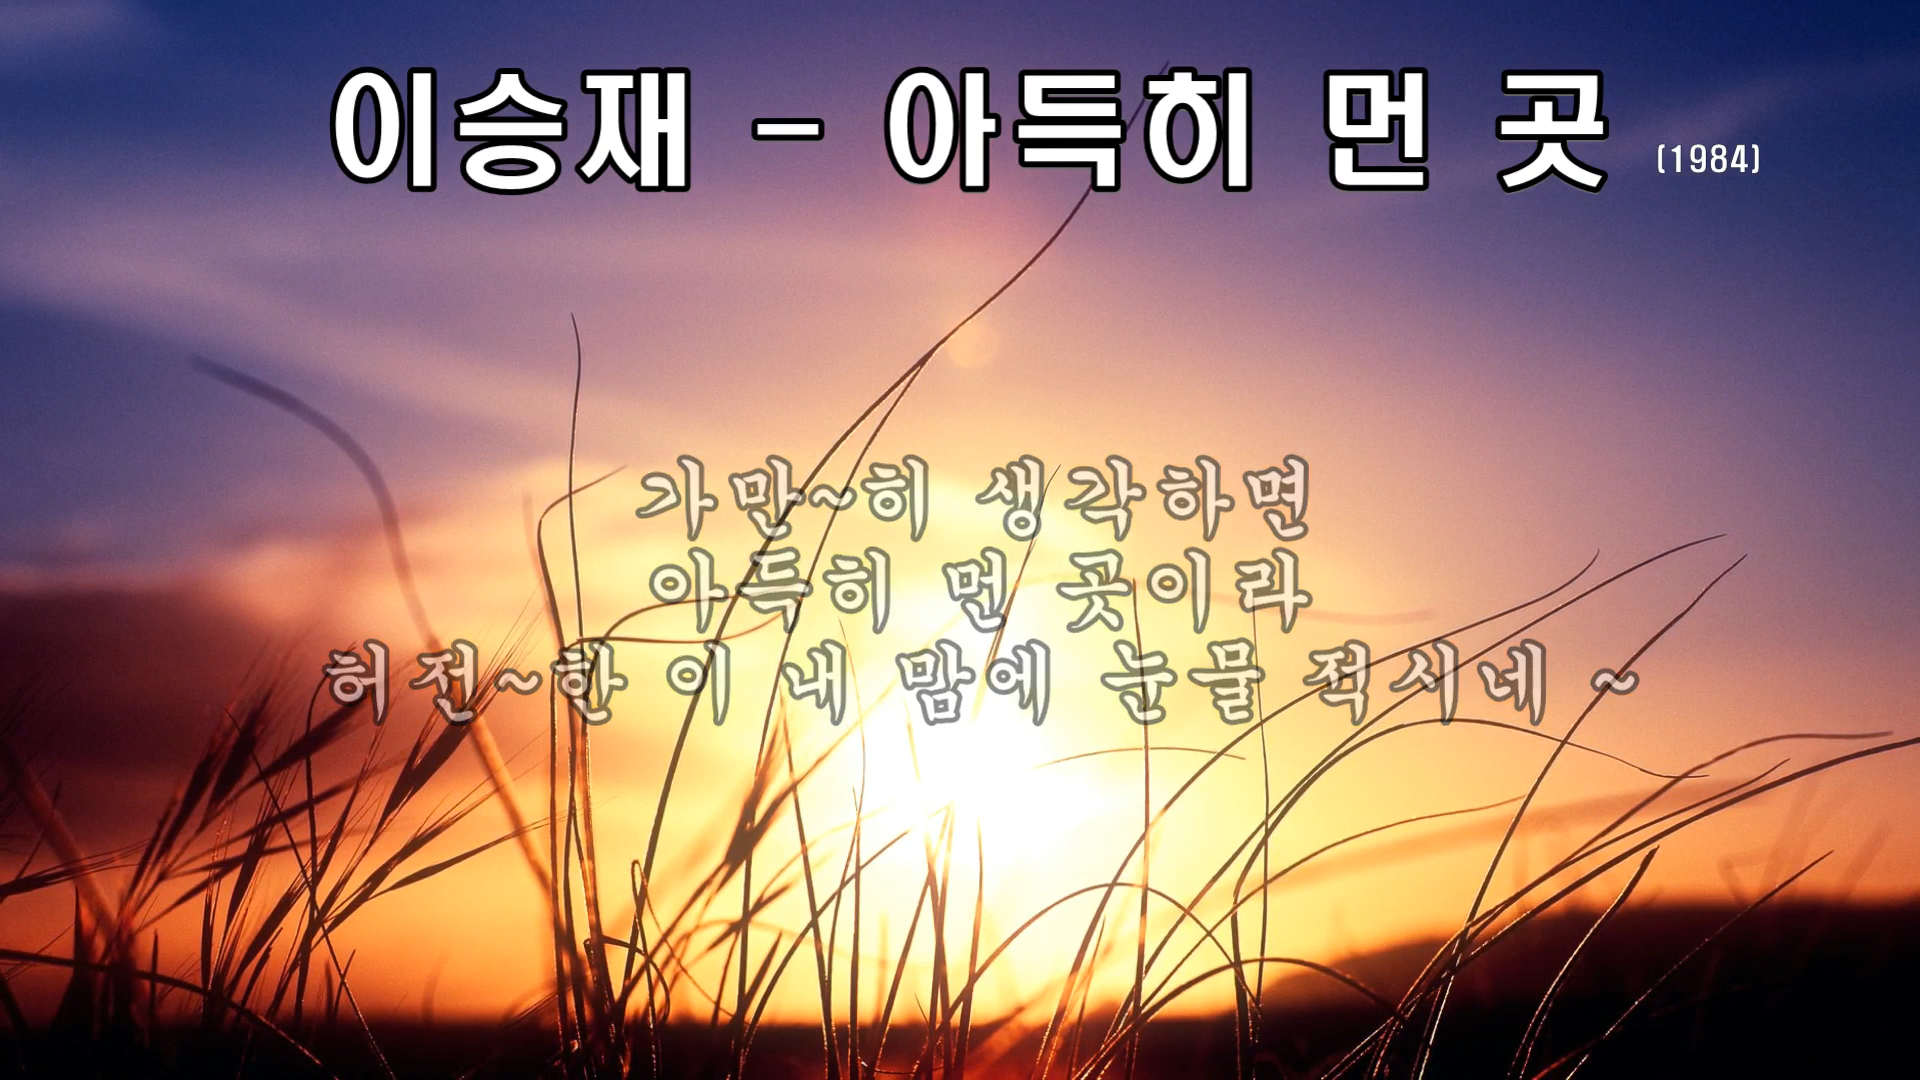 이승재 - 아득히 먼 곳 (1984)
가만~히 생각하면
아득히 먼 곳이라
허전~한 이 내 맘에 눈물 적시네 ~